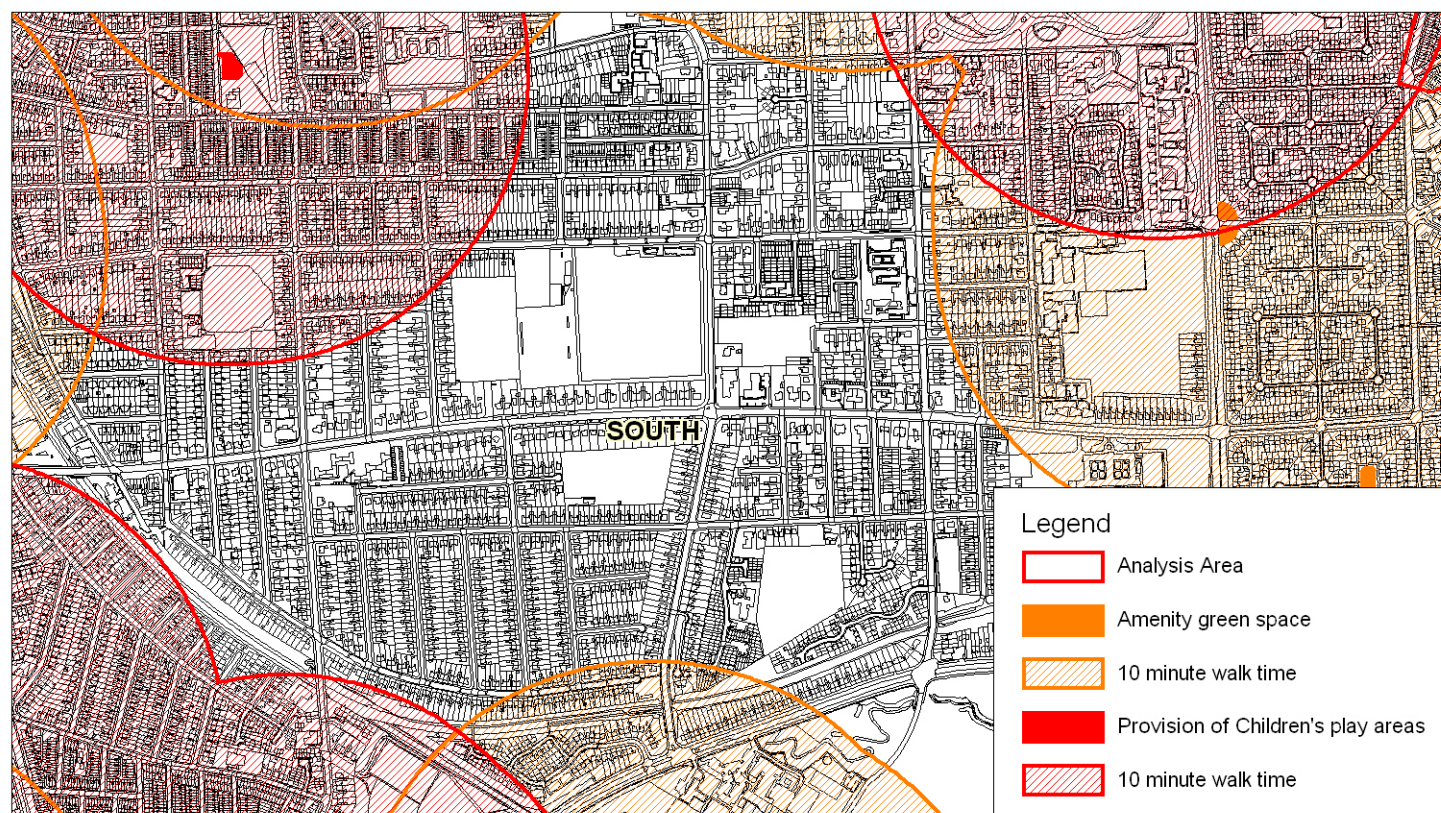 SOUTH
Legend
Analysis Area
Amenity green space
10 minute walk time
Provision of Children's play areas
10 minute walk time